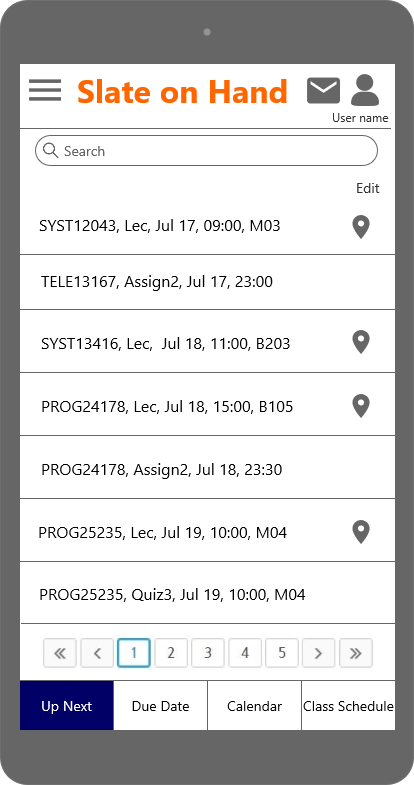 Slate on Hand
User name
Search
Edit
SYST12043, Lec, Jul 17, 09:00, M03
TELE13167, Assign2, Jul 17, 23:00
SYST13416, Lec,  Jul 18, 11:00, B203
PROG24178, Lec, Jul 18, 15:00, B105
PROG24178, Assign2, Jul 18, 23:30
PROG25235, Lec, Jul 19, 10:00, M04
PROG25235, Quiz3, Jul 19, 10:00, M04
« ‹ 1 2 3 4 5 › »
Up Next Due Date Calendar Class Schedule